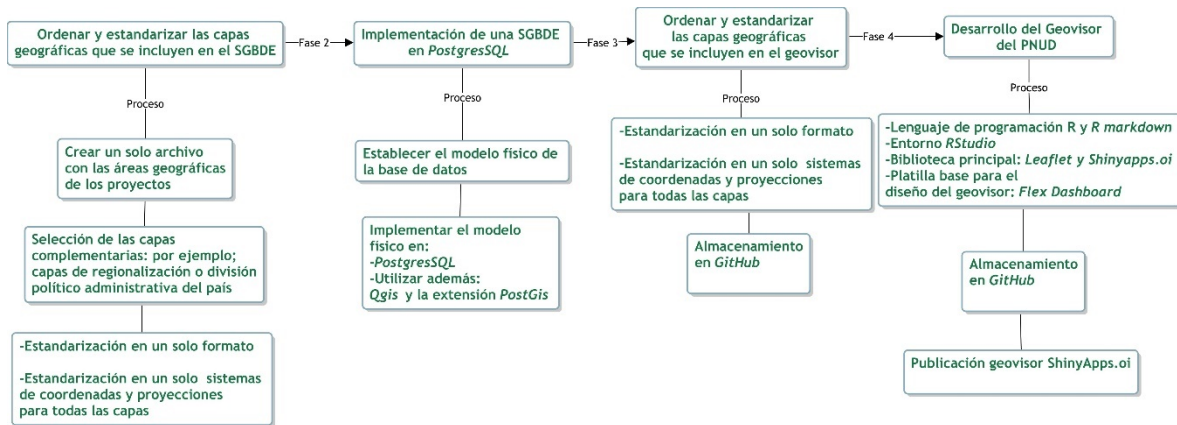 Ordenar y estandarizar las capas
geográficas que se incluyen en el SGBDE
Fase 2
Implementación de una SGBDE
en PostgresSQL
Fase 3
Ordenar y estandarizar
las capas geográficas
que se incluyen en el geovisor
Fase 4
Desarrollo del Geovisor
del PNUD
Proceso
Crear un solo archivo
con las áreas geográficas
de los proyectos
Selección de las capas
complementarias: por ejemplo;
capas de regionalización o división
político administrativa del país
-Estandarización en un solo formato
-Estandarización en un solo sistemas
de coordenadas y proyecciones
para todas las capas
Proceso
Establecer el modelo físico de
la base de datos
Implementar el modelo
físico en:
-PostgresSQL
-Utilizar además:
Qgis y la extensión PostGis
Proceso
-Estandarización en un solo formato
-Estandarización en un solo sistemas
de coordenadas y proyecciones
para todas las capas
Almacenamiento
en GitHub
Proceso
-Lenguaje de programación R y R markdown
-Entorno RStudio
-Biblioteca principal: Leaflet y Shinyapps.oi
-Platilla base para el
diseño del geovisor: Flex Dashboard
Almacenamiento
en GitHub
Publicación geovisor ShinyApps.oi